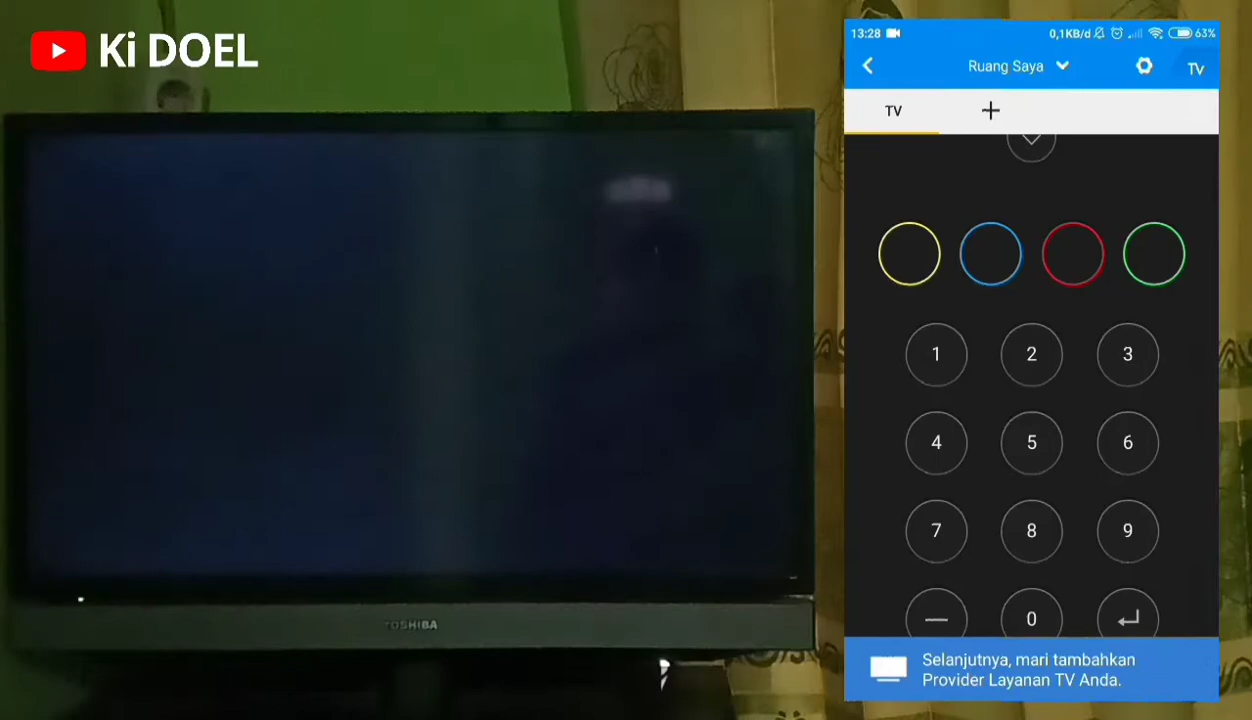 Ki DOEL
13:28
0,1KB/d
63%
Ruang Saya
TV
TV
1 2 3
4 5 6
7 8 9
0
TOSHIBA
Selanjutnya, mari tambahkan
Provider Layanan TV Anda.